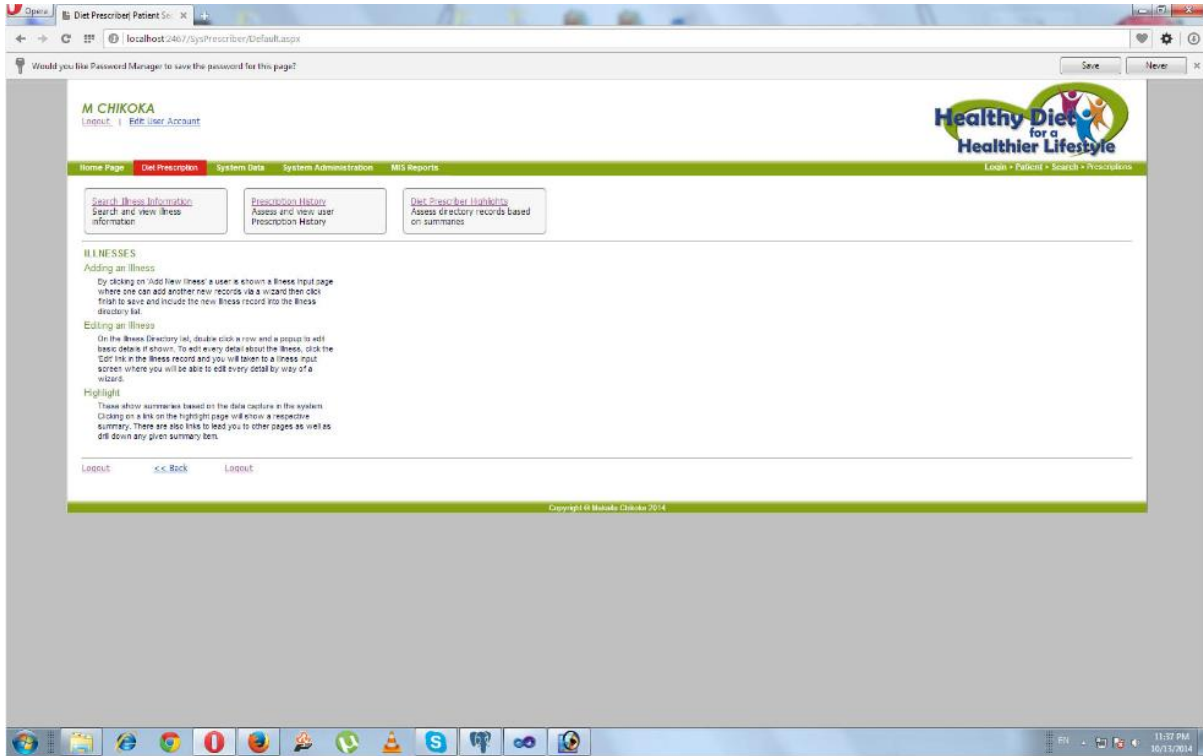 Opera
Diet Prescriber| Patient Se
localhost:2467/SysPrescriber/Default.aspx
Would you like Password Manager to save the password for this page?
Save
Never
M CHIKOKA
Logout | Edit User Account
Healthy Diet
for a
Healthier Lifestyle
Home Page Diet Prescription System Data System Administration MIS Reports
Login • Patient • Search • Prescriptions
Search Illness Information
Search and view illness
information
Prescription History
Assess and view user
Prescription History
Diet Prescriber Highlights
Assess directory records based
on summaries
ILLNESSES
Adding an Illness
By clicking on 'Add New Illness' a user is shown a illness input page
where one can add another new records via a wizard then click
finish to save and include the new illness record into the illness
directory list.
Editing an Illness
On the Illness Directory list, double click a row and a popup to edit
basic details if shown. To edit every detail about the illness, click the
'Edit' link in the illness record and you will taken to a illness input
screen where you will be able to edit every detail by way of a
wizard.
Highlight
These show summaries based on the data capture in the system.
Clicking on a link on the hightlight page will show a respective
summary. There are also links to lead you to other pages as well as
drill down any given summary item.
Logout << Back Logout
Copyright © Chikoka 2014
EN
11:37 PM
10/13/2014